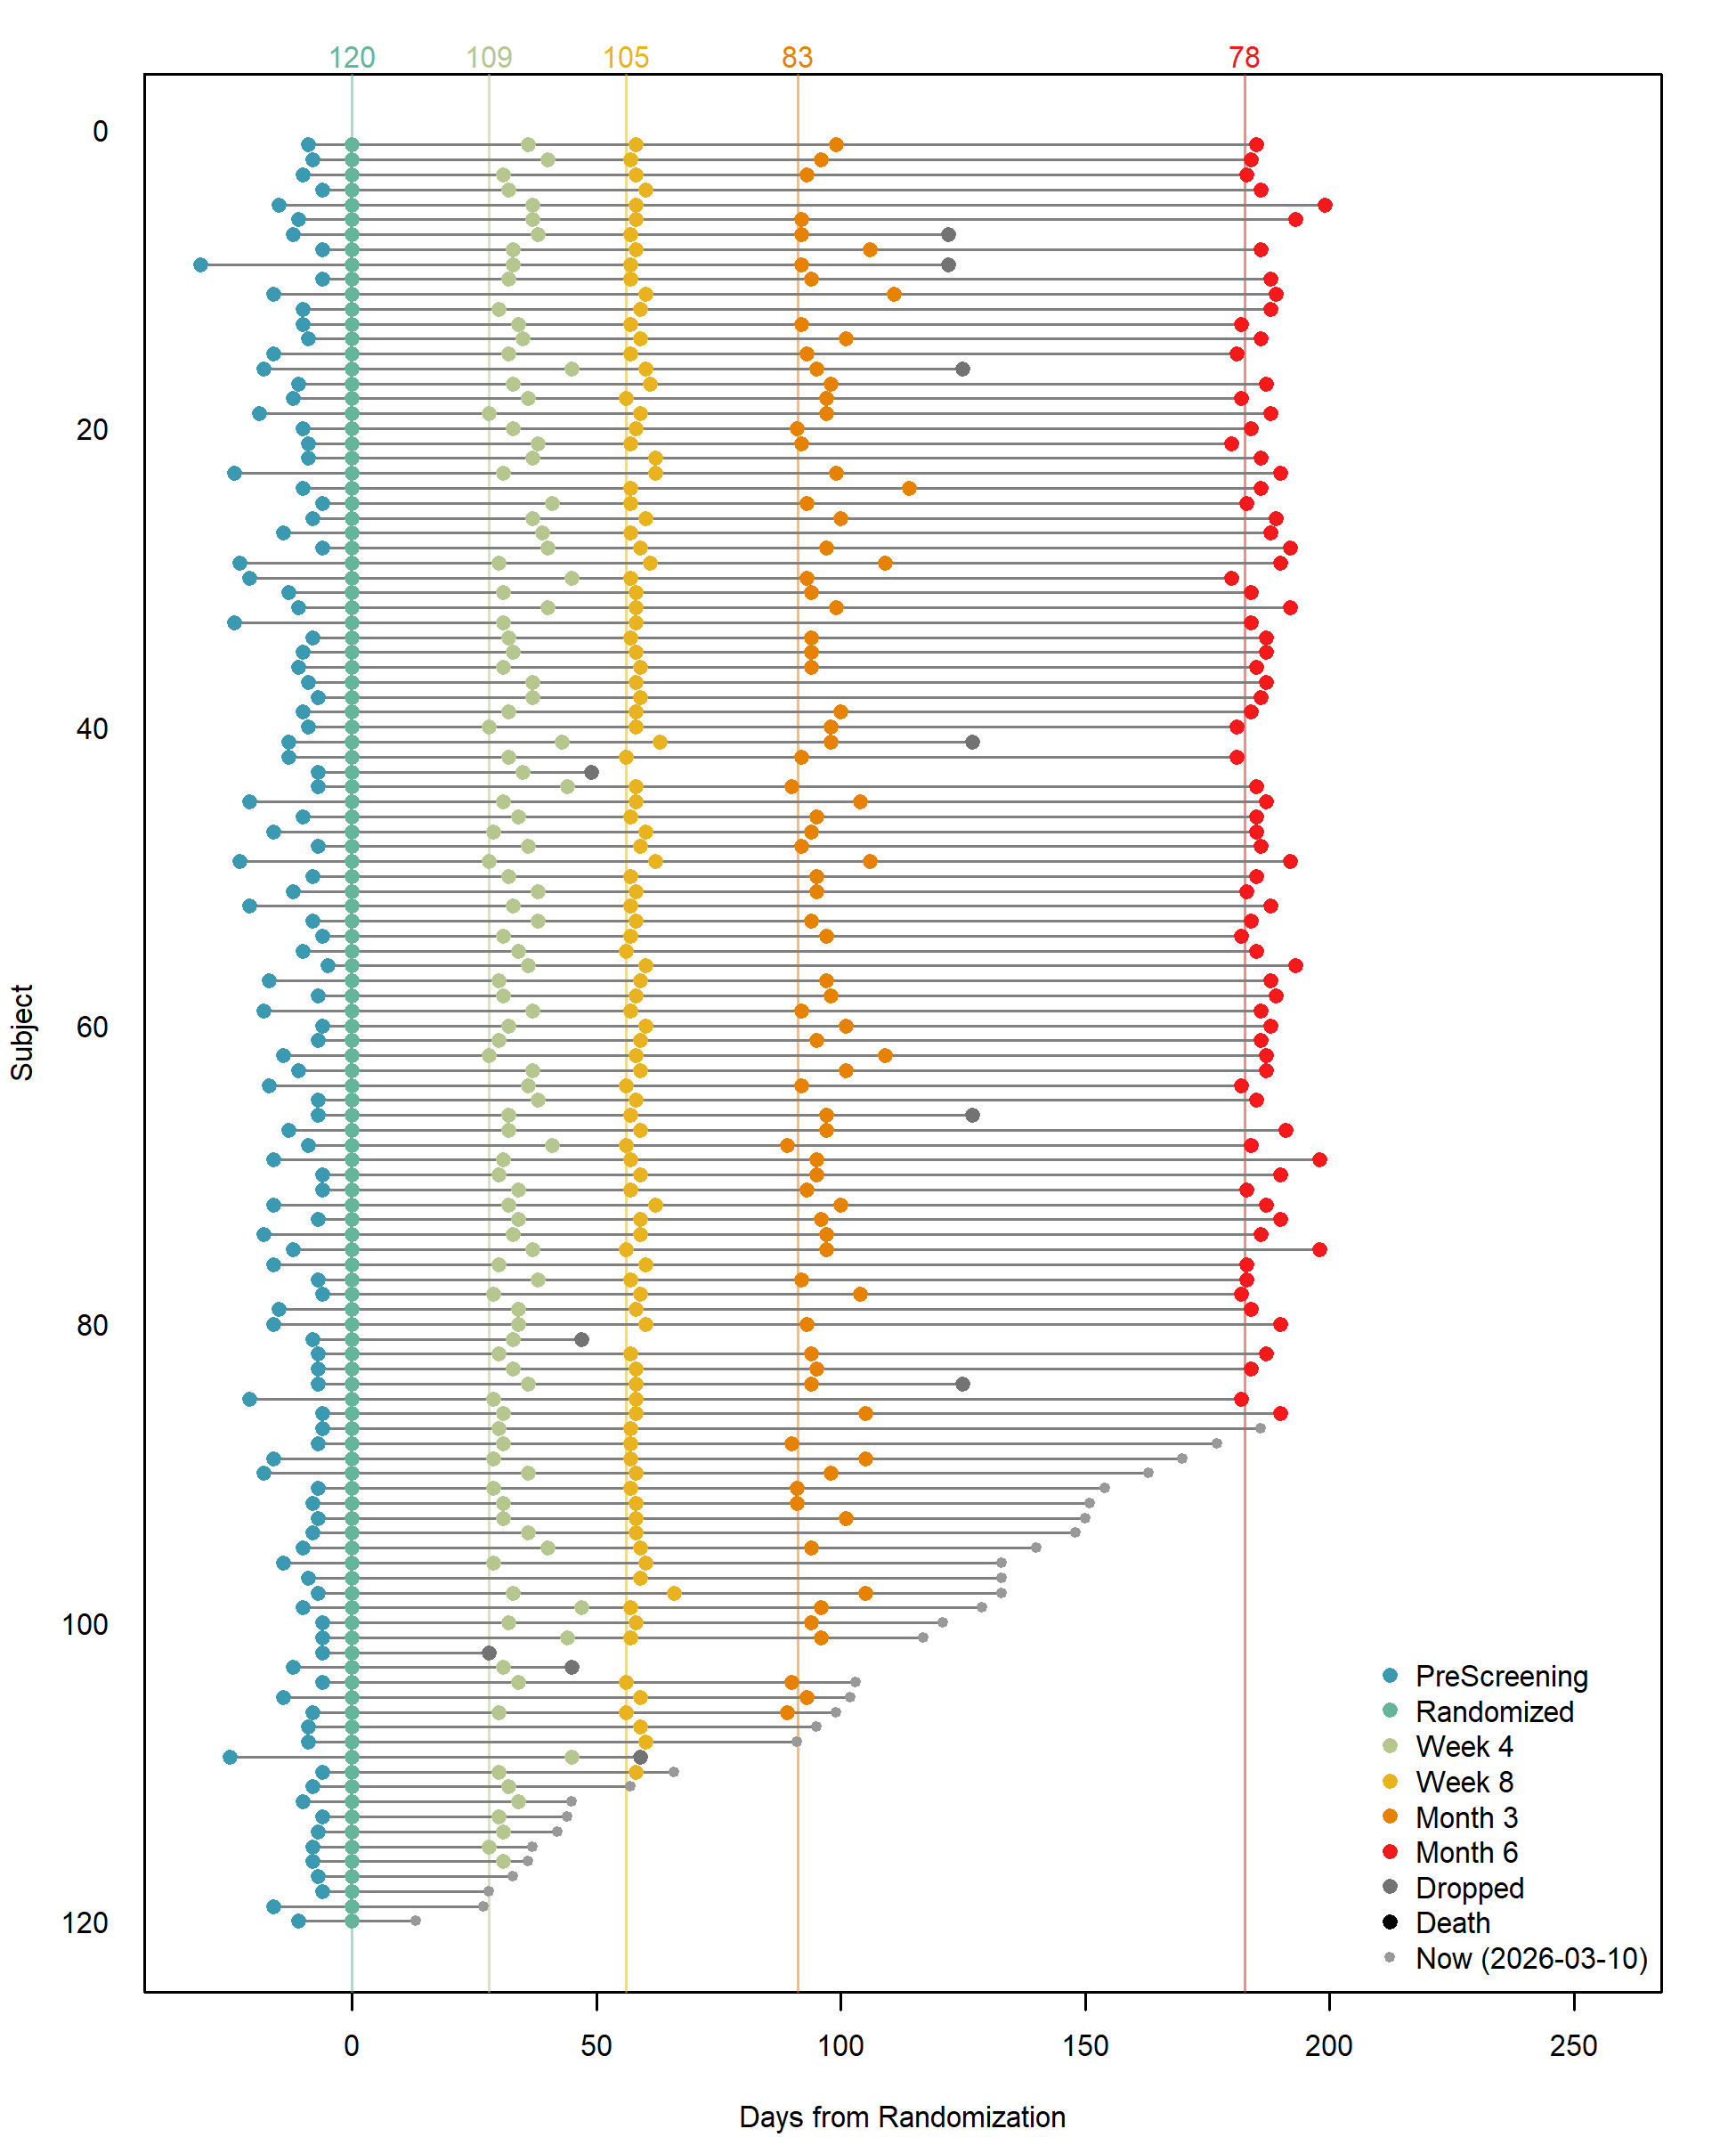 120 109 105 83 78
0
20
40
60
80
100
120
Subject
PreScreening
Randomized
Week 4
Week 8
Month 3
Month 6
Dropped
Death
Now (2026-03-10)
0 50 100 150 200 250
Days from Randomization